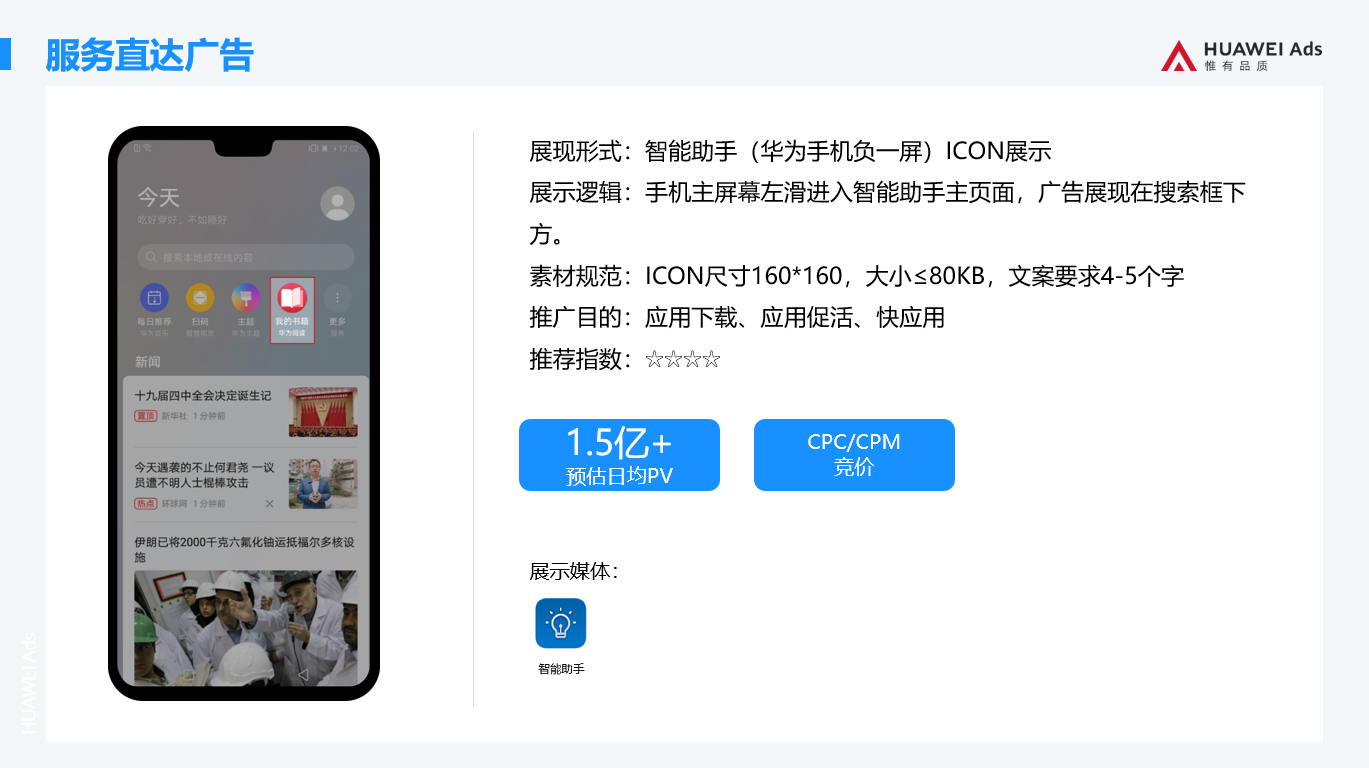 服务直达广告
HUAWEI Ads
惟有品质
12:02
今天
吃好穿好，不如睡好
搜索本地或在线内容
每日推荐 扫码 主题 我的书籍 更多
华为音乐 智慧视觉 华为主题 华为阅读 服务
新闻
十九届四中全会决定诞生记
置顶 新华社 1分钟前
今天遇袭的不止何君尧 一议
员遭不明人士棍棒攻击
热点 环球网 1分钟前
伊朗已将2000千克六氟化铀运抵福尔多核设
施
展现形式：智能助手（华为手机负一屏）ICON展示
展示逻辑：手机主屏幕左滑进入智能助手主页面，广告展现在搜索框下
方。
素材规范：ICON尺寸160*160，大小≤80KB，文案要求4-5个字
推广目的：应用下载、应用促活、快应用
推荐指数：☆☆☆☆
1.5亿+
预估日均PV
CPC/CPM
竞价
展示媒体：
智能助手
HUAWEI Ads